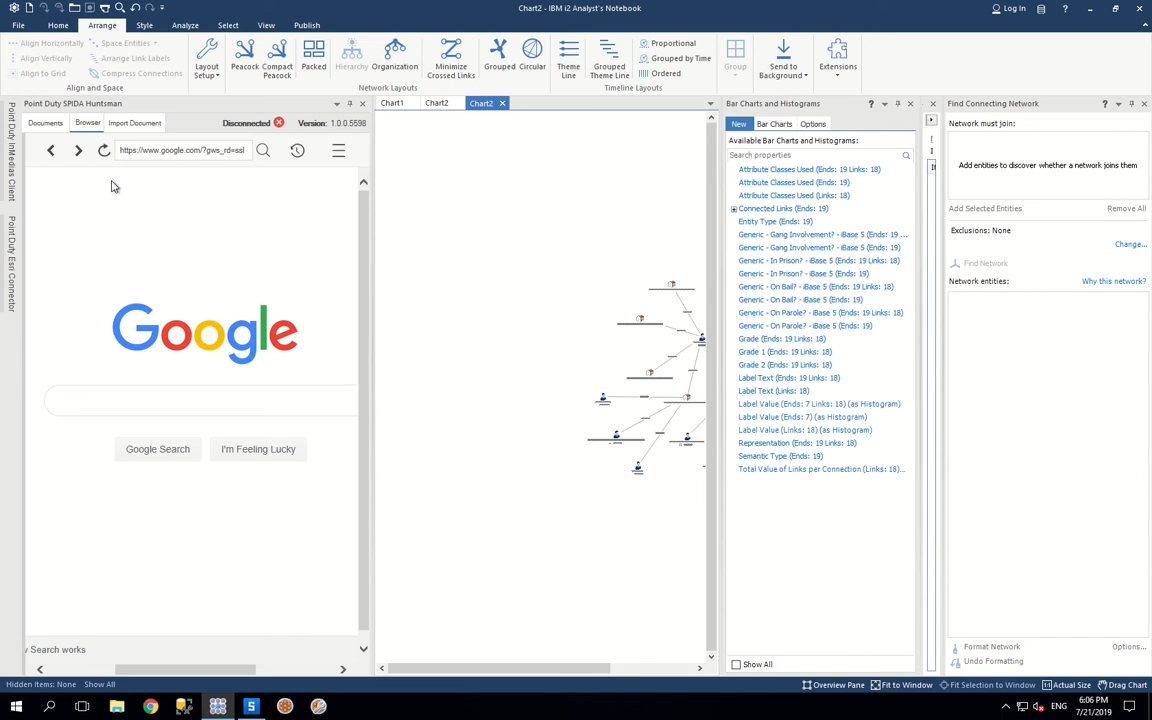 Chart2 - IBM i2 Analyst's Notebook
Log In
?
File Home Arrange Style Analyze Select View Publish
Align Horizontally
Align Vertically
Align to Grid
Space Entities
Arrange Link Labels
Compress Connections
Align and Space
Layout
Setup
Peacock
Compact
Peacock
Packed
Hierarchy
Organization
Minimize
Crossed Links
Grouped
Circular
Network Layouts
Theme
Line
Grouped
Theme Line
Proportional
Grouped by Time
Ordered
Timeline Layouts
Group
Send to
Background
Extensions
Point Duty InMedias Client
Point Duty Esri Connector
Point Duty SPIDA Huntsman
Documents Browser Import Document Disconnected Version: 1.0.0.5598
https://www.google.com/?gws_rd=ssl
Google
Google Search I'm Feeling Lucky
Search works
Chart1 Chart2 Chart2
Bar Charts and Histograms ?
New Bar Charts Options
Available Bar Charts and Histograms:
Search properties
Attribute Classes Used (Ends: 19 Links: 18)
Attribute Classes Used (Ends: 19)
Attribute Classes Used (Links: 18)
Connected Links (Ends: 19)
Entity Type (Ends: 19)
Generic - Gang Involvement? - iBase 5 (Ends: 19 ...
Generic - Gang Involvement? - iBase 5 (Ends: 19)
Generic - In Prison? - iBase 5 (Ends: 19 Links: 18)
Generic - In Prison? - iBase 5 (Ends: 19)
Generic - On Bail? - iBase 5 (Ends: 19 Links: 18)
Generic - On Bail? - iBase 5 (Ends: 19)
Generic - On Parole? - iBase 5 (Ends: 19 Links: 18)
Generic - On Parole? - iBase 5 (Ends: 19)
Grade (Ends: 19 Links: 18)
Grade 1 (Ends: 19 Links: 18)
Grade 2 (Ends: 19 Links: 18)
Label Text (Ends: 19 Links: 18)
Label Text (Links: 18)
Label Value (Ends: 7 Links: 18) (as Histogram)
Label Value (Ends: 7) (as Histogram)
Label Value (Links: 18) (as Histogram)
Representation (Ends: 19 Links: 18)
Semantic Type (Ends: 19)
Total Value of Links per Connection (Links: 18)...
Show All
Find Connecting Network ?
Network must join:
Add entities to discover whether a network joins them
Add Selected Entities Remove All
Exclusions: None
Change...
Find Network
Network entities: Why this network?
Format Network Options...
Undo Formatting
Hidden Items: None Show All
Overview Pane Fit to Window Fit Selection to Window Actual Size Drag Chart
S
ENG
6:06 PM
7/21/2019